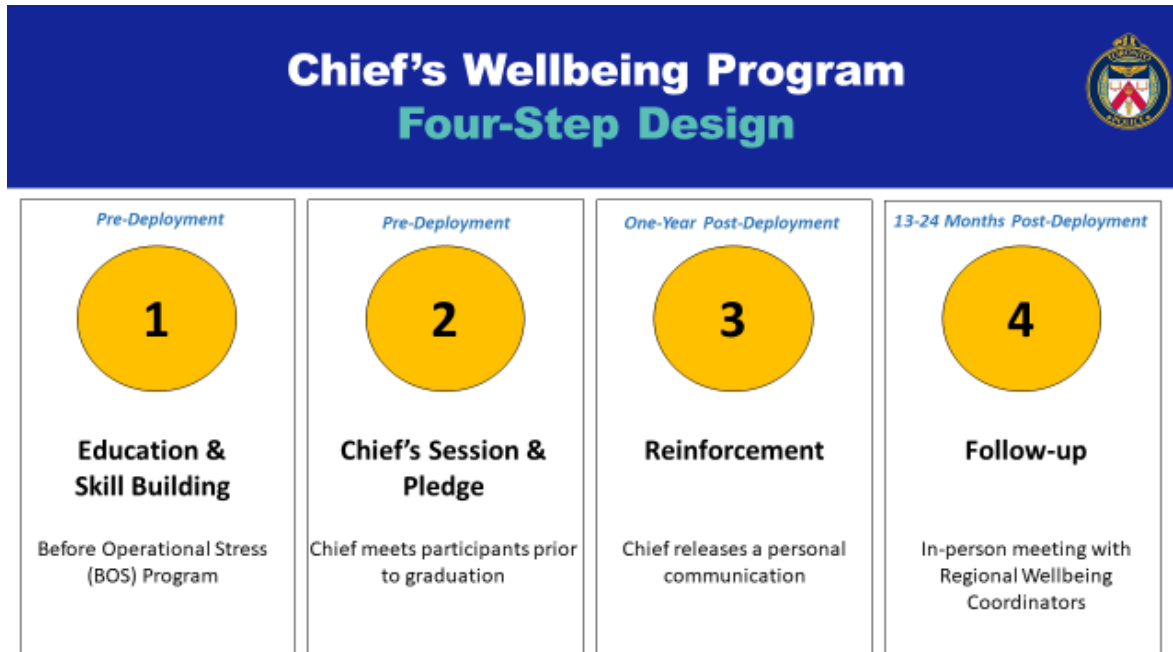 Chief's Wellbeing Program
Four-Step Design
TORONTO
POLICE
Pre-Deployment
1
Education &
Skill Building
Before Operational Stress
(BOS) Program
Pre-Deployment
2
Chief's Session &
Pledge
Chief meets participants prior
to graduation
One-Year Post-Deployment
3
Reinforcement
Chief releases a personal
communication
13-24 Months Post-Deployment
4
Follow-up
In-person meeting with
Regional Wellbeing
Coordinators